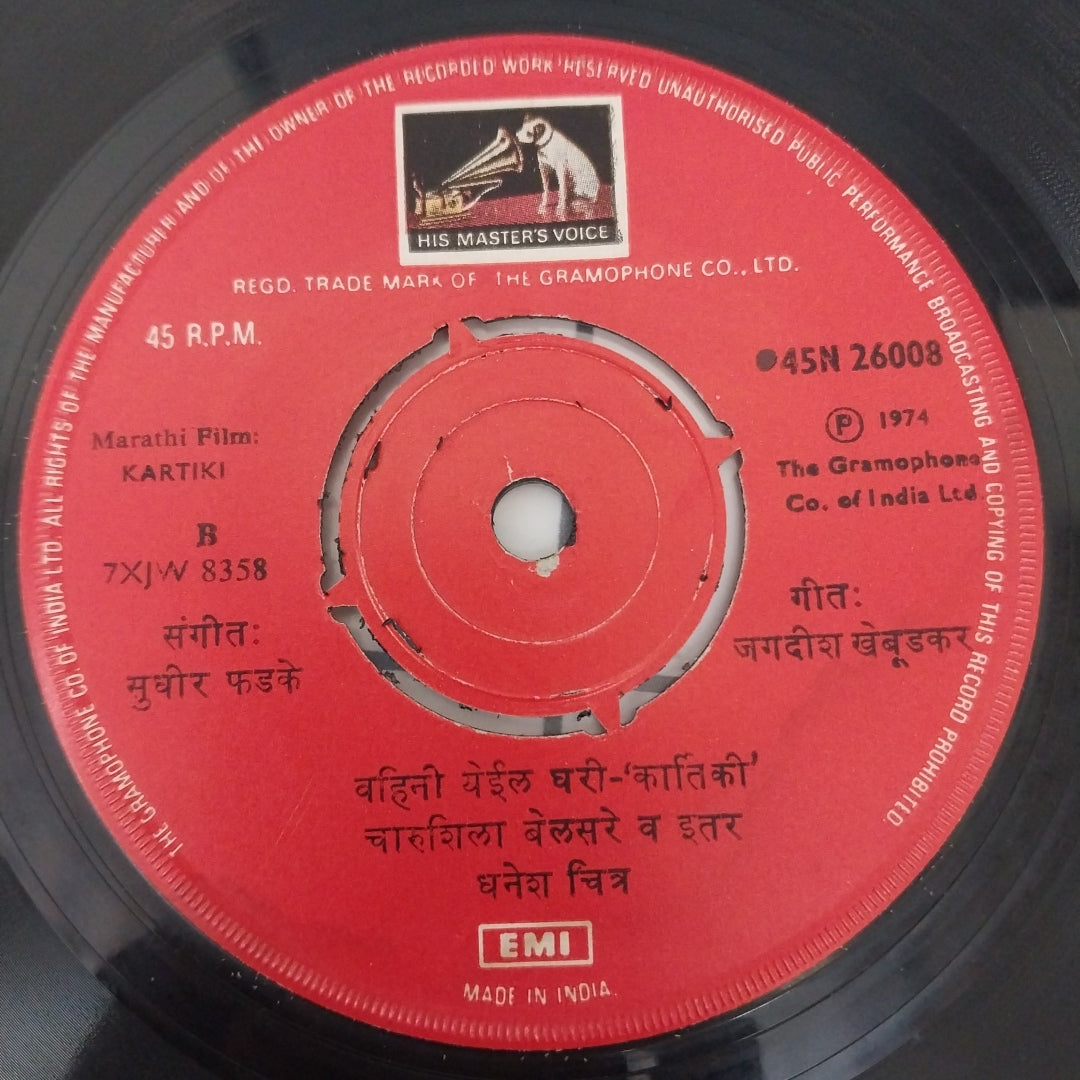 THE GRAMOPHONE CO. OF INDIA LTD. ALL RIGHTS OF THE MANUFACTURER AND OF THE OWNER OF THE RECORDED WORK RESERVED UNAUTHORISED PUBLIC PERFORMANCE BROADCASTING AND COPYING OF THIS RECORD PROHIBITED.
HIS MASTER'S VOICE
REGD. TRADE MARK OF THE GRAMOPHONE CO., LTD.
45 R.P.M.
●45N 26008
Ⓟ 1974
The Gramophone
Co. of India Ltd.
Marathi Film:
KARTIKI
B
7XJW 8358
संगीत:
सुधीर फडके
गीत:
जगदीश खेबूडकर
वहिनी येईल घरी-‘कार्तिकी’
चारुशिला बेलसरे व इतर
धनेश चित्र
EMI
MADE IN INDIA.